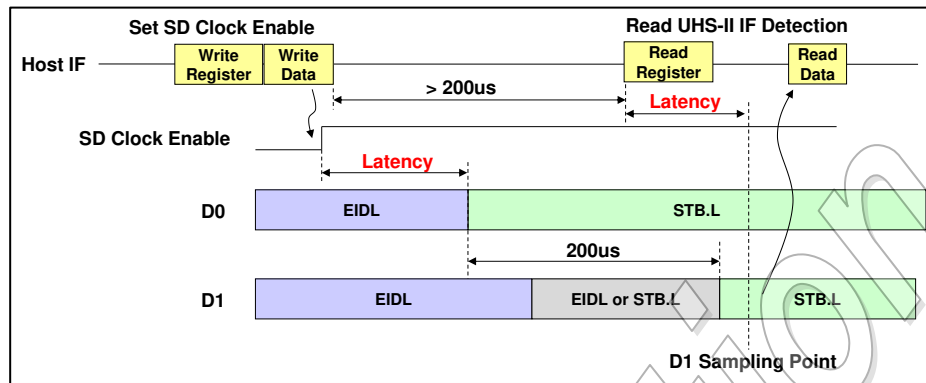 Set SD Clock Enable
Read UHS-II IF Detection
Host IF
Write Register
Write Data
Read Register
Read Data
> 200us
Latency
SD Clock Enable
Latency
D0
EIDL
STB.L
200us
D1
EIDL
EIDL or STB.L
STB.L
D1 Sampling Point